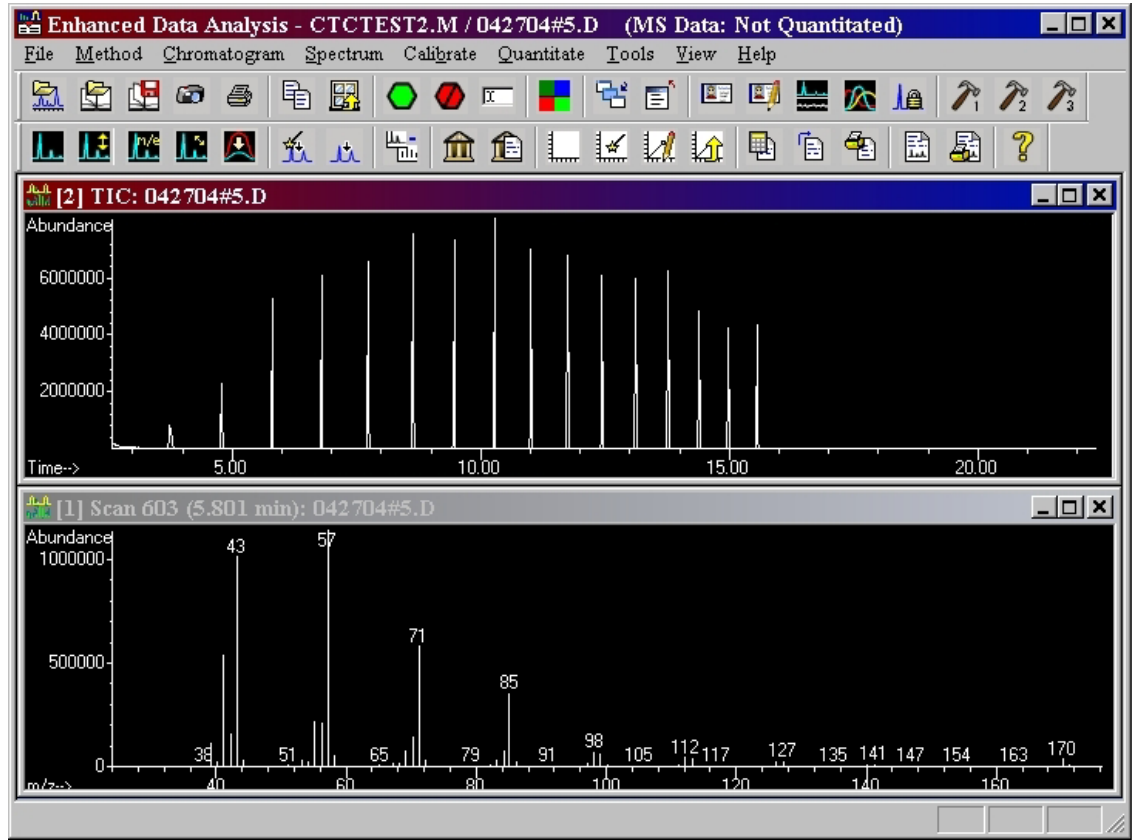 Enhanced Data Analysis - CTCTEST2.M / 042704#5.D (MS Data: Not Quantitated)
File Method Chromatogram Spectrum Calibrate Quantitate Tools View Help
1 2 3
m/e
[2] TIC: 042704#5.D
Abundance
6000000
4000000
2000000
Time--> 5.00 10.00 15.00 20.00
[1] Scan 603 (5.801 min): 042704#5.D
Abundance
1000000
43 57
71
500000
85
38 51 65 79 91 98 105 112 117 127 135 141 147 154 163 170
0
m/z--> 40 60 80 100 120 140 160